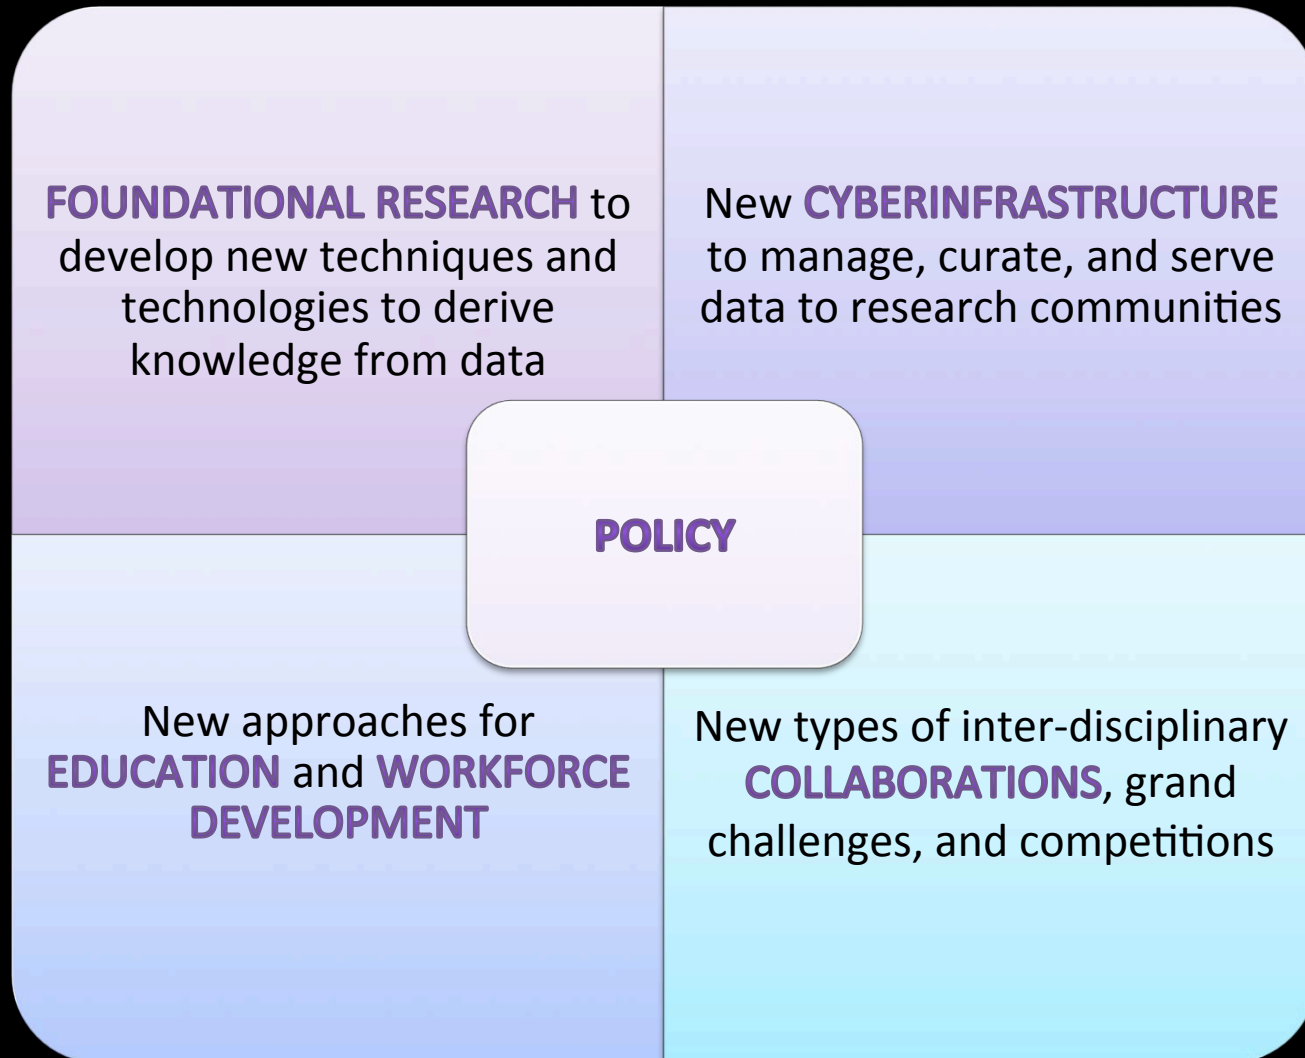 FOUNDATIONAL RESEARCH to
develop new techniques and
technologies to derive
knowledge from data
New CYBERINFRASTRUCTURE
to manage, curate, and serve
data to research communities
POLICY
New approaches for
EDUCATION and WORKFORCE
DEVELOPMENT
New types of inter-disciplinary
COLLABORATIONS, grand
challenges, and competitions